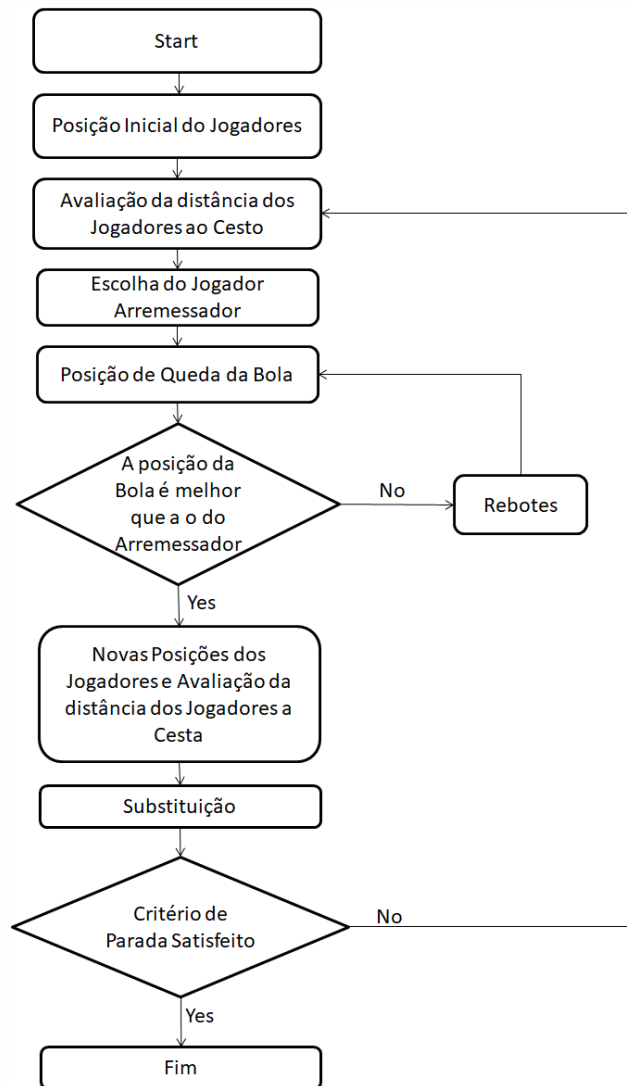 Start
Posição Inicial do Jogadores
Avaliação da distância dos
Jogadores ao Cesto
Escolha do Jogador
Arremessador
Posição de Queda da Bola
A posição da
Bola é melhor
que a o do
Arremessador
No
Rebotes
Yes
Novas Posições dos
Jogadores e Avaliação da
distância dos Jogadores a
Cesta
Substituição
Critério de
Parada Satisfeito
No
Yes
Fim